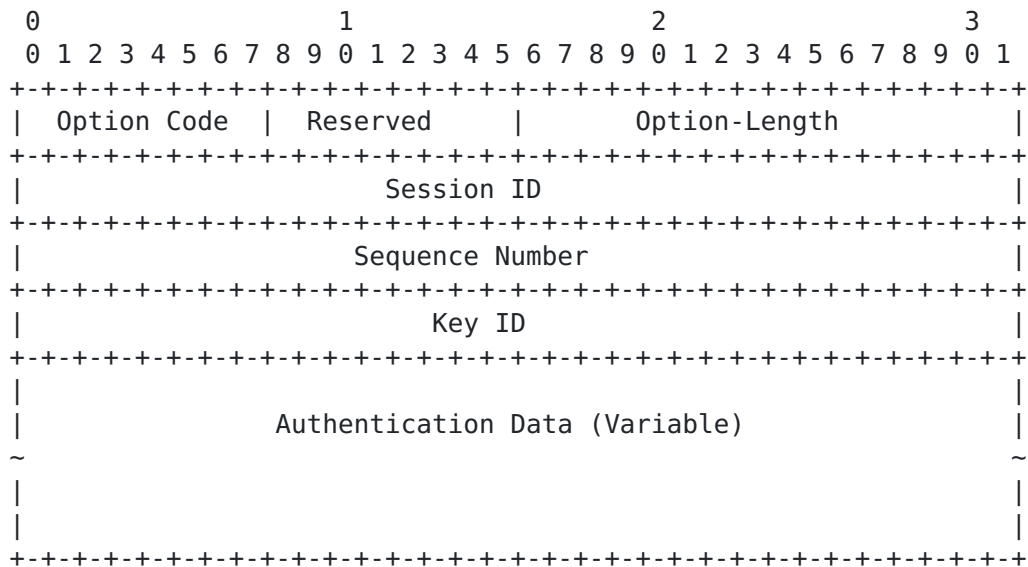 0                   1                   2                   3
 0 1 2 3 4 5 6 7 8 9 0 1 2 3 4 5 6 7 8 9 0 1 2 3 4 5 6 7 8 9 0 1
+-+-+-+-+-+-+-+-+-+-+-+-+-+-+-+-+-+-+-+-+-+-+-+-+-+-+-+-+-+-+-+-+
|  Option Code  |  Reserved     |       Option-Length           |
+-+-+-+-+-+-+-+-+-+-+-+-+-+-+-+-+-+-+-+-+-+-+-+-+-+-+-+-+-+-+-+-+
|                       Session ID                              |
+-+-+-+-+-+-+-+-+-+-+-+-+-+-+-+-+-+-+-+-+-+-+-+-+-+-+-+-+-+-+-+-+
|                     Sequence Number                           |
+-+-+-+-+-+-+-+-+-+-+-+-+-+-+-+-+-+-+-+-+-+-+-+-+-+-+-+-+-+-+-+-+
|                          Key ID                               |
+-+-+-+-+-+-+-+-+-+-+-+-+-+-+-+-+-+-+-+-+-+-+-+-+-+-+-+-+-+-+-+-+
|                                                               |
|                Authentication Data (Variable)                 |
~                                                               ~
|                                                               |
|                                                               |
+-+-+-+-+-+-+-+-+-+-+-+-+-+-+-+-+-+-+-+-+-+-+-+-+-+-+-+-+-+-+-+-+